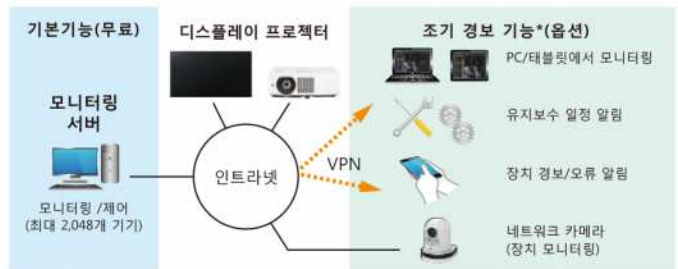 기본기능(무료)
모니터링
서버
모니터링 /제어
(최대 2,048개 기기)
디스플레이 프로젝터
인트라넷
VPN
조기 경보 기능*(옵션)
PC/태블릿에서 모니터링
유지보수 일정 알림
장치 경보/오류 알림
네트워크 카메라
(장치 모니터링)